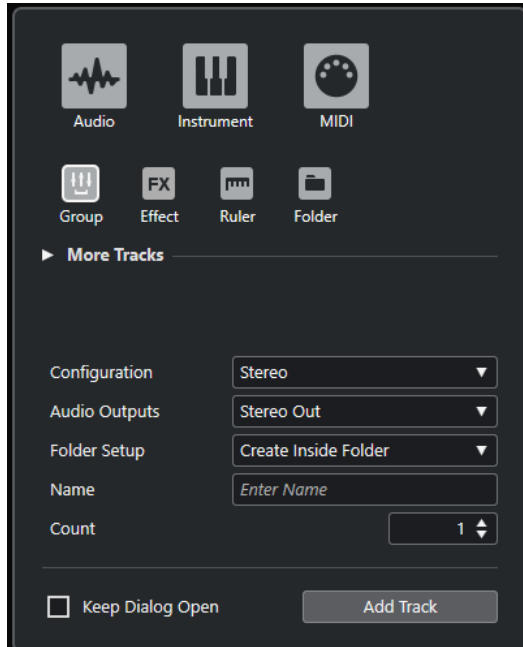 Audio Instrument MIDI
FX
Group Effect Ruler Folder
More Tracks
Configuration Stereo
Audio Outputs Stereo Out
Folder Setup Create Inside Folder
Name Enter Name
Count 1
Keep Dialog Open Add Track